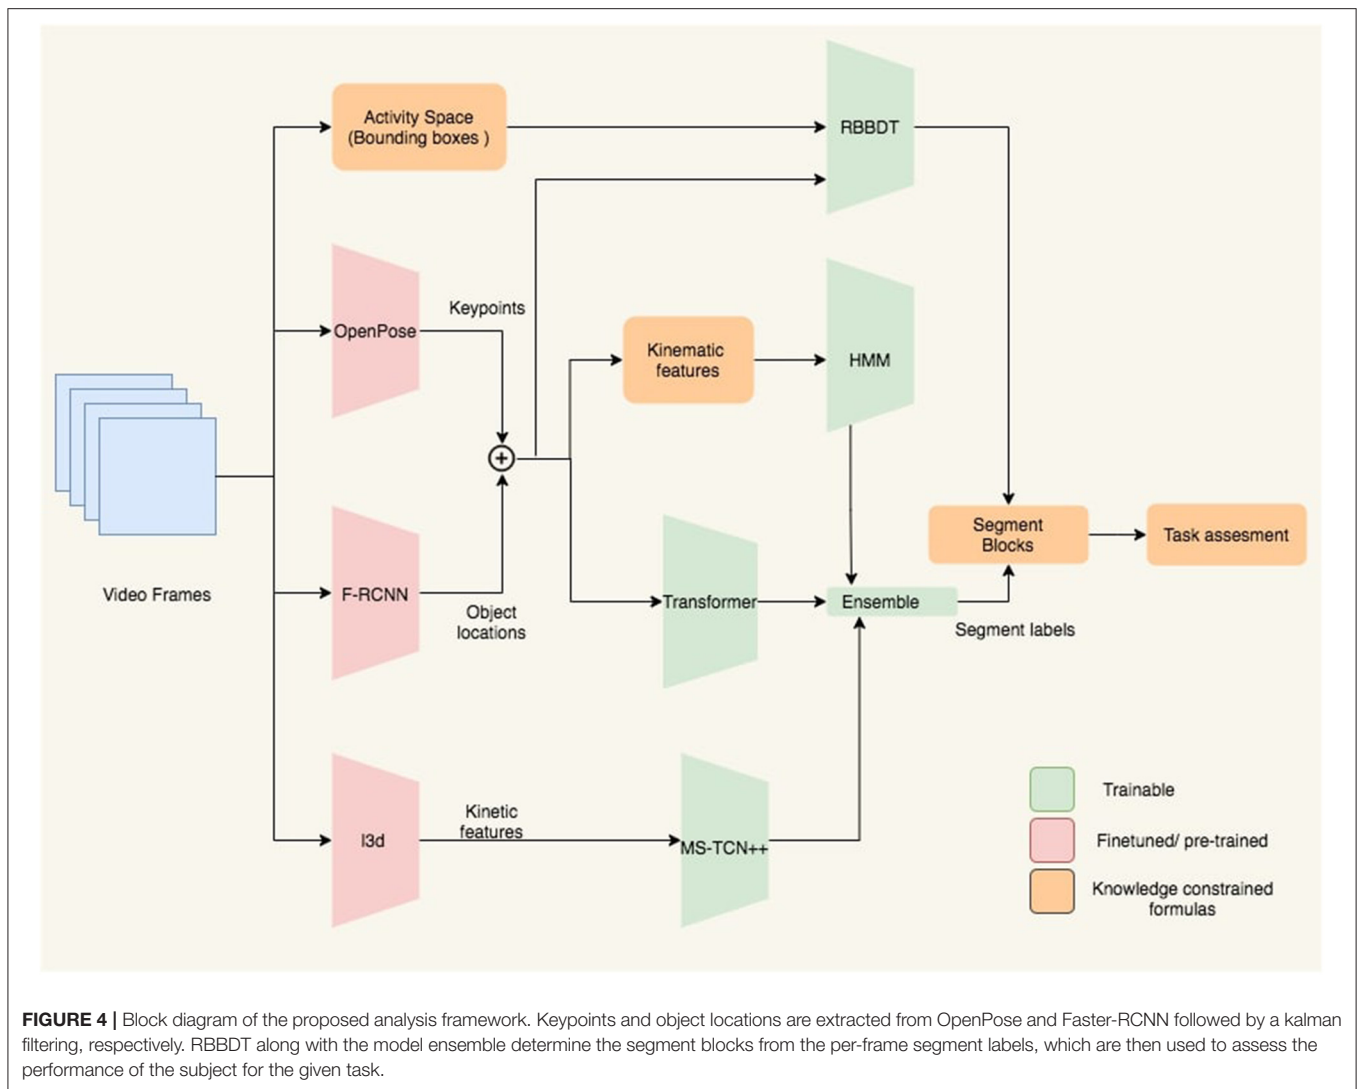 Activity Space
(Bounding boxes )
RBBDT
OpenPose
Keypoints
Kinematic
features
HMM
Video Frames
F-RCNN
Object
locations
Transformer
Ensemble
Segment
Blocks
Task assesment
Segment labels
I3d
Kinetic
features
MS-TCN++
Trainable
Finetuned/ pre-trained
Knowledge constrained
formulas
FIGURE 4 | Block diagram of the proposed analysis framework. Keypoints and object locations are extracted from OpenPose and Faster-RCNN followed by a kalman
filtering, respectively. RBBDT along with the model ensemble determine the segment blocks from the per-frame segment labels, which are then used to assess the
performance of the subject for the given task.